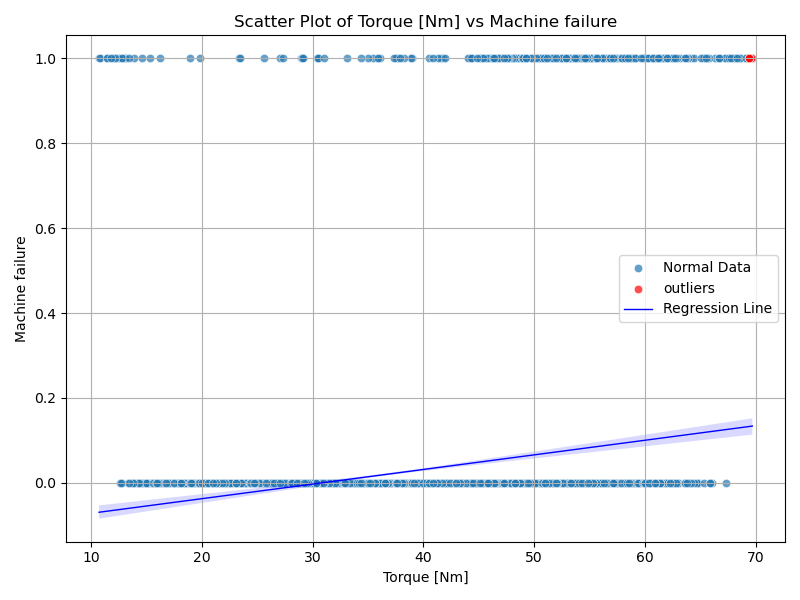 Scatter Plot of Torque [Nm] vs Machine failure
1.0
0.8
0.6
0.4
0.2
0.0
Machine failure
Normal Data
outliers
Regression Line
10
20
30
40
50
60
70
Torque [Nm]